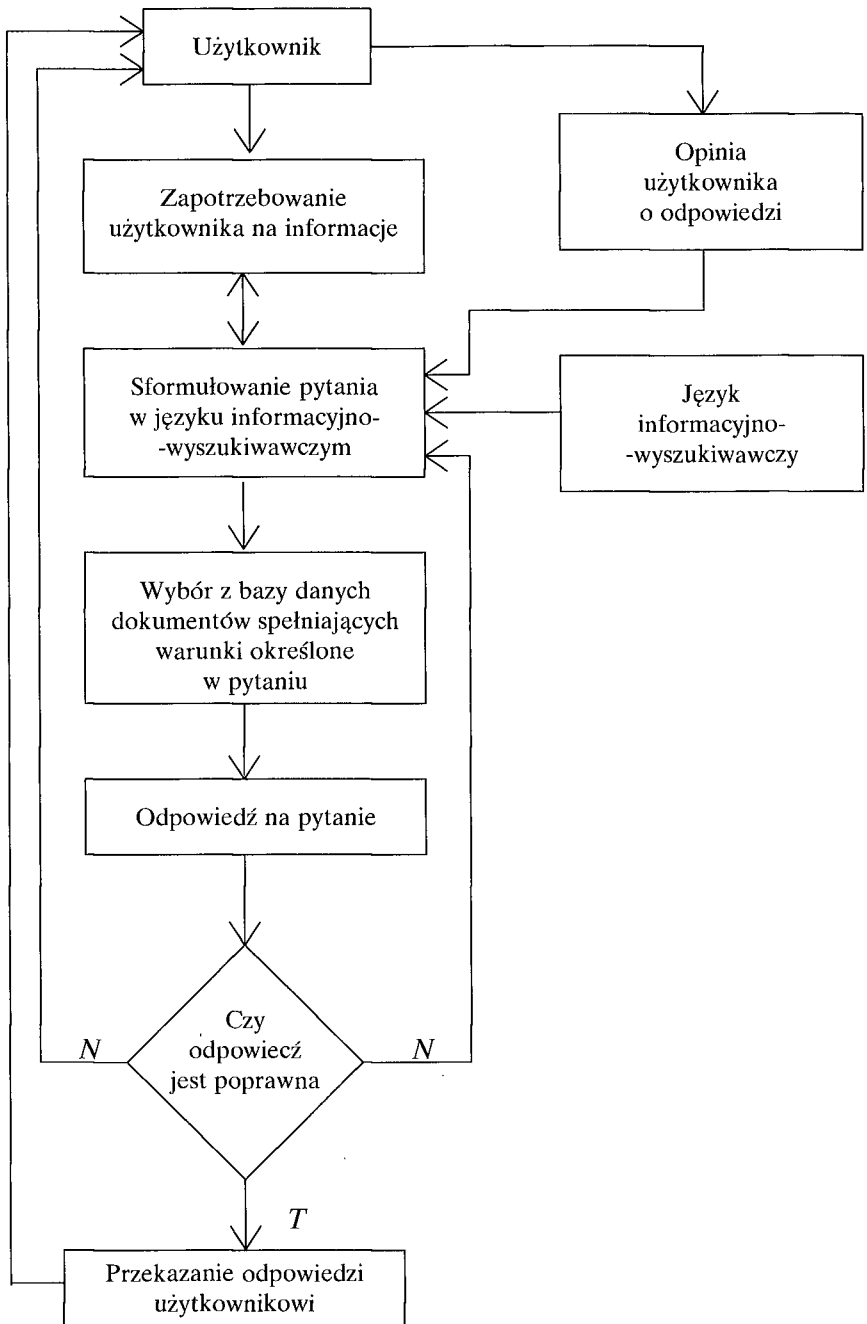 Użytkownik
Opinia
użytkownika
o odpowiedzi
Zapotrzebowanie
użytkownika na informacje
Sformułowanie pytania
w języku informacyjno-
-wyszukiwawczym
Język
informacyjno-
-wyszukiwawczy
Wybór z bazy danych
dokumentów spełniających
warunki określone
w pytaniu
Odpowiedź na pytanie
Czy
odpowiecź
jest poprawna
N
N
T
Przekazanie odpowiedzi
użytkownikowi